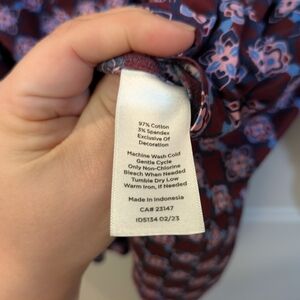 97% Cotton
3% Spandex
Exclusive Of
Decoration
Machine Wash Cold
Gentle Cycle
Only Non-Chlorine
Bleach When Needed
Tumble Dry Low
Warm Iron, If Needed
Made in Indonesia
CA# 23147
IDS134 02/23